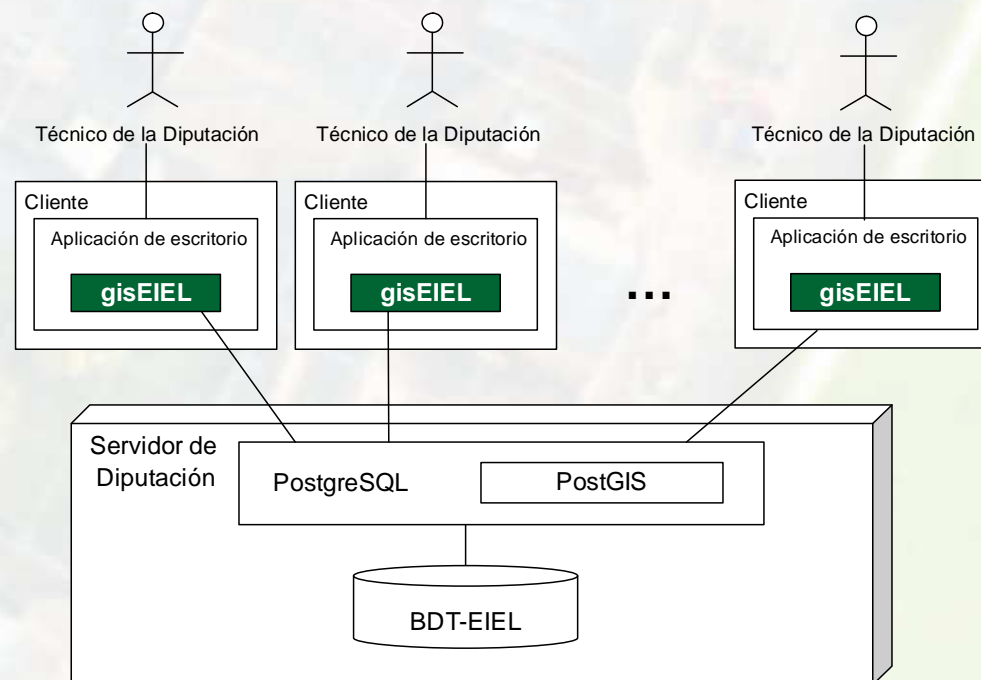 Técnico de la Diputación
Técnico de la Diputación
Técnico de la Diputación
Cliente
Aplicación de escritorio
gisEIEL
Cliente
Aplicación de escritorio
gisEIEL
...
Cliente
Aplicación de escritorio
gisEIEL
Servidor de
Diputación
PostgreSQL
PostGIS
BDT-EIEL